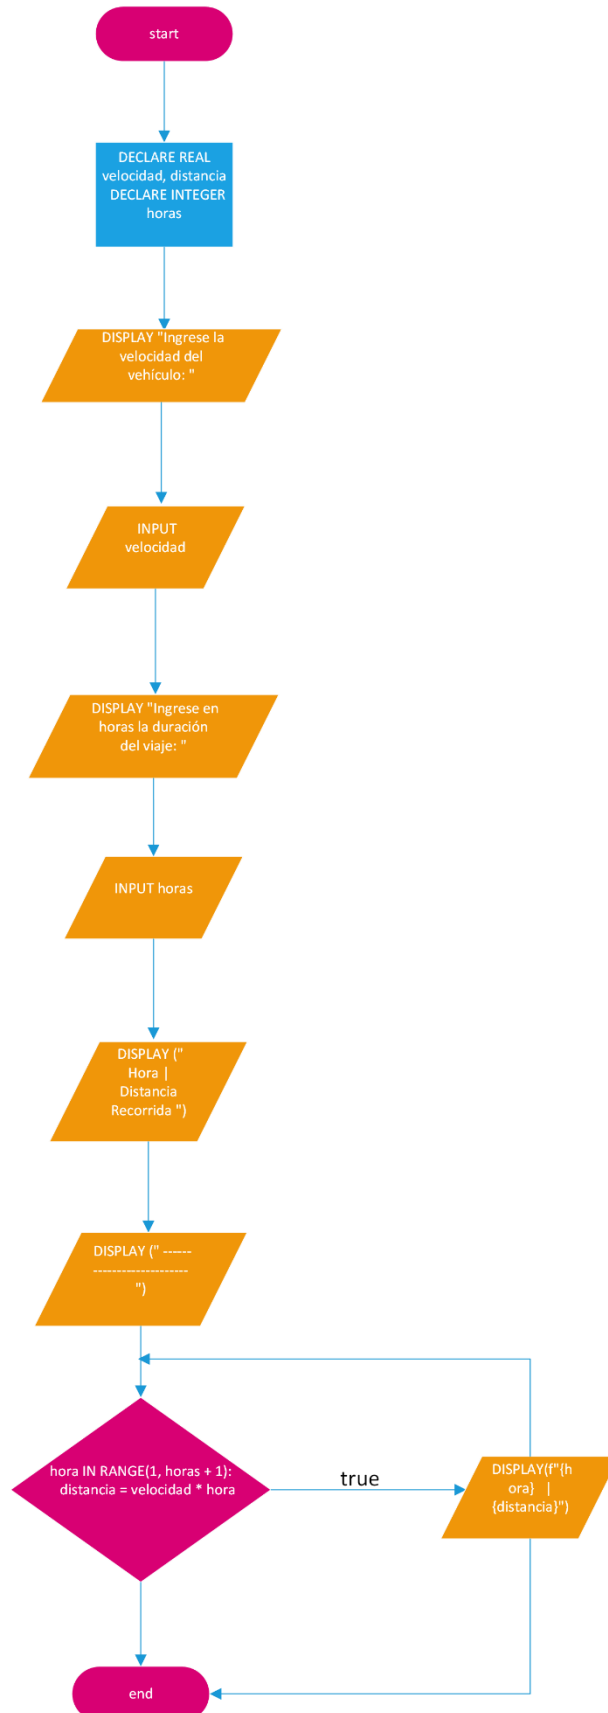 start
DECLARE REAL
velocidad, distancia
DECLARE INTEGER
horas
DISPLAY "Ingrese la
velocidad del
vehículo: "
INPUT
velocidad
DISPLAY "Ingrese en
horas la duración
del viaje: "
INPUT horas
DISPLAY ("
Hora |
Distancia
Recorrida ")
DISPLAY (" ------
--------------------
")
hora IN RANGE(1, horas + 1):
distancia = velocidad * hora
true
DISPLAY(f"{h
ora}   |
{distancia}")
end